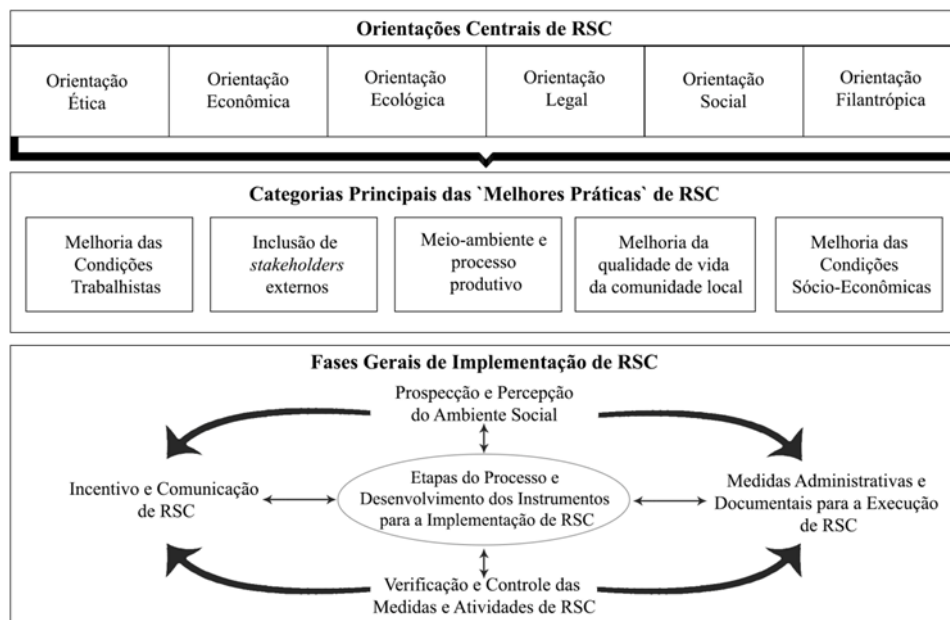 Orientações Centrais de RSC
Orientação
Ética
Orientação
Econômica
Orientação
Ecológica
Orientação
Legal
Orientação
Social
Orientação
Filantrópica
Categorias Principais das `Melhores Práticas` de RSC
Melhoria das
Condições
Trabalhistas
Inclusão de
stakeholders
externos
Meio-ambiente e
processo
produtivo
Melhoria da
qualidade de vida
da comunidade local
Melhoria das
Condições
Sócio-Econômicas
Fases Gerais de Implementação de RSC
Prospecção e Percepção
do Ambiente Social
Incentivo e Comunicação
de RSC
Etapas do Processo e
Desenvolvimento dos Instrumentos
para a Implementação de RSC
Medidas Administrativas e
Documentais para a Execução
de RSC
Verificação e Controle das
Medidas e Atividades de RSC